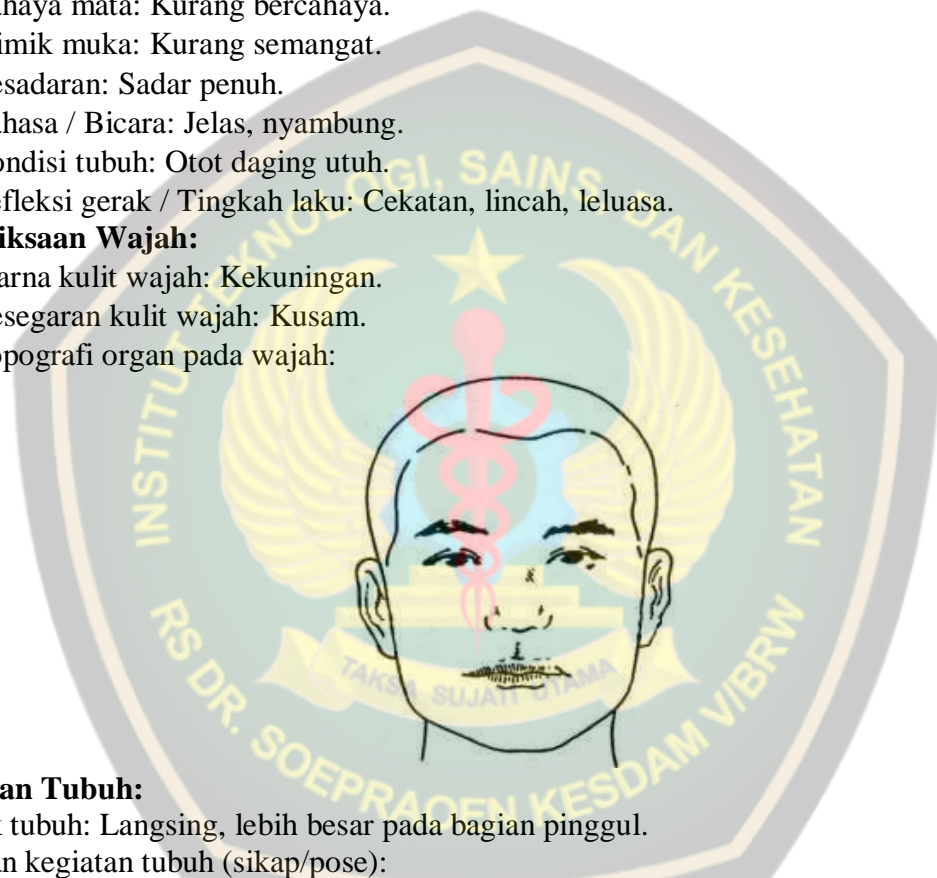 ahaya mata: Kurang bercahaya.
imik muka: Kurang semangat.
esadaran: Sadar penuh.
ahasa / Bicara: Jelas, nyambung.
ondisi tubuh: Otot daging utuh.
efleksi gerak / Tingkah laku: Cekatan, lincah, leluasa.
iksaan Wajah:
arna kulit wajah: Kekuningan.
esegaran kulit wajah: Kusam.
opografi organ pada wajah:
INSTITUT TEKNOLOGI, SAINS, DAN KESEHATAN
TAKSA SUJATI UTAMA
RS DR. SOEPRAOEN KESDAM V/BRW
an Tubuh:
k tubuh: Langsing, lebih besar pada bagian pinggul.
an kegiatan tubuh (sikap/pose):